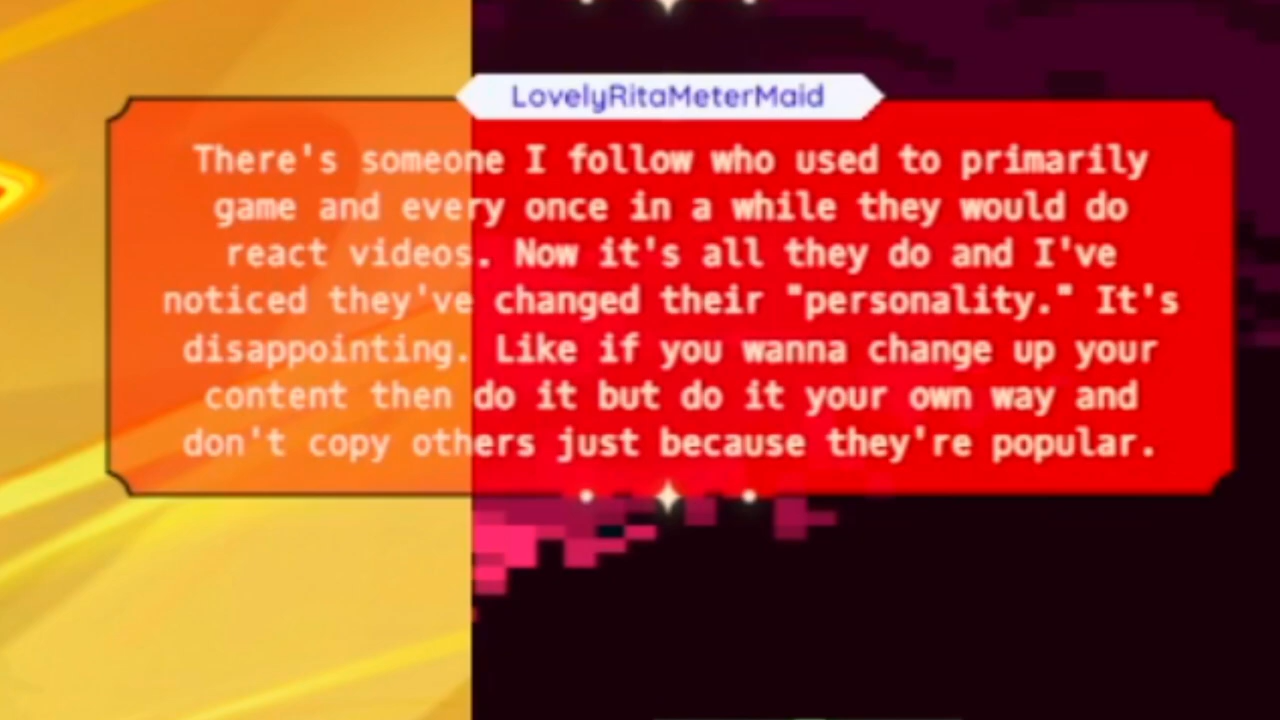 LovelyRitaMeterMaid
There's someone I follow who used to primarily
game and every once in a while they would do
react videos. Now it's all they do and I've
noticed they've changed their "personality." It's
disappointing. Like if you wanna change up your
content then do it but do it your own way and
don't copy others just because they're popular.